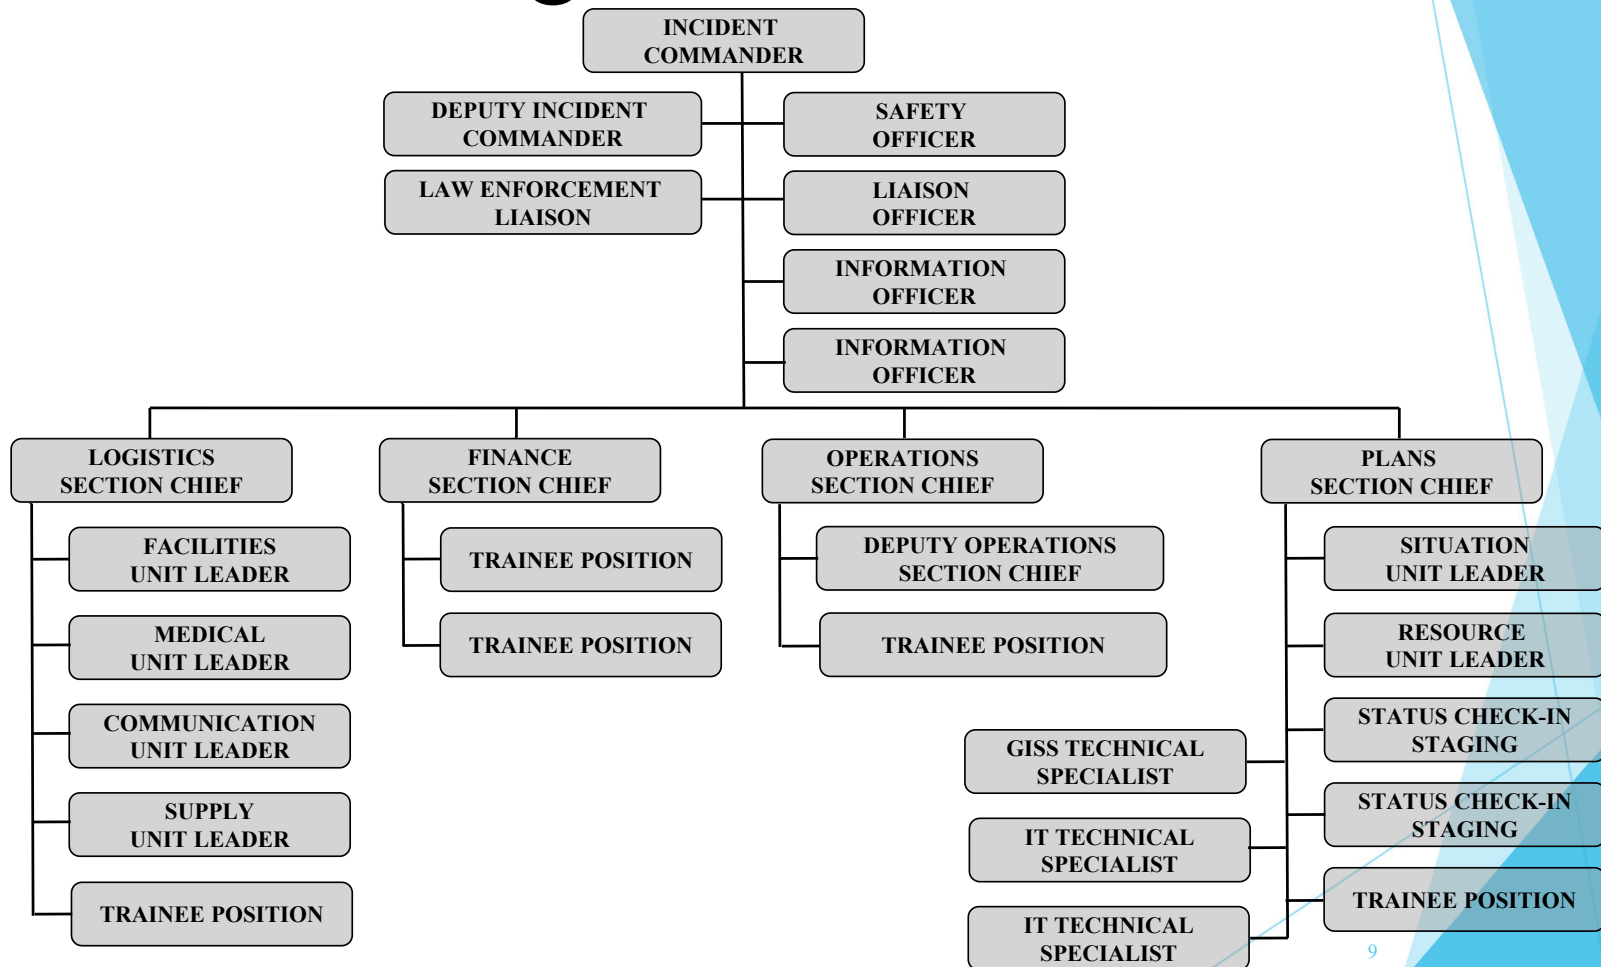 INCIDENT
COMMANDER
DEPUTY INCIDENT
COMMANDER
SAFETY
OFFICER
LAW ENFORCEMENT
LIAISON
LIAISON
OFFICER
INFORMATION
OFFICER
INFORMATION
OFFICER
LOGISTICS
SECTION CHIEF
FACILITIES
UNIT LEADER
MEDICAL
UNIT LEADER
COMMUNICATION
UNIT LEADER
SUPPLY
UNIT LEADER
TRAINEE POSITION
FINANCE
SECTION CHIEF
TRAINEE POSITION
TRAINEE POSITION
OPERATIONS
SECTION CHIEF
DEPUTY OPERATIONS
SECTION CHIEF
TRAINEE POSITION
PLANS
SECTION CHIEF
SITUATION
UNIT LEADER
RESOURCE
UNIT LEADER
STATUS CHECK-IN
STAGING
STATUS CHECK-IN
STAGING
TRAINEE POSITION
GISS TECHNICAL
SPECIALIST
IT TECHNICAL
SPECIALIST
IT TECHNICAL
SPECIALIST
9